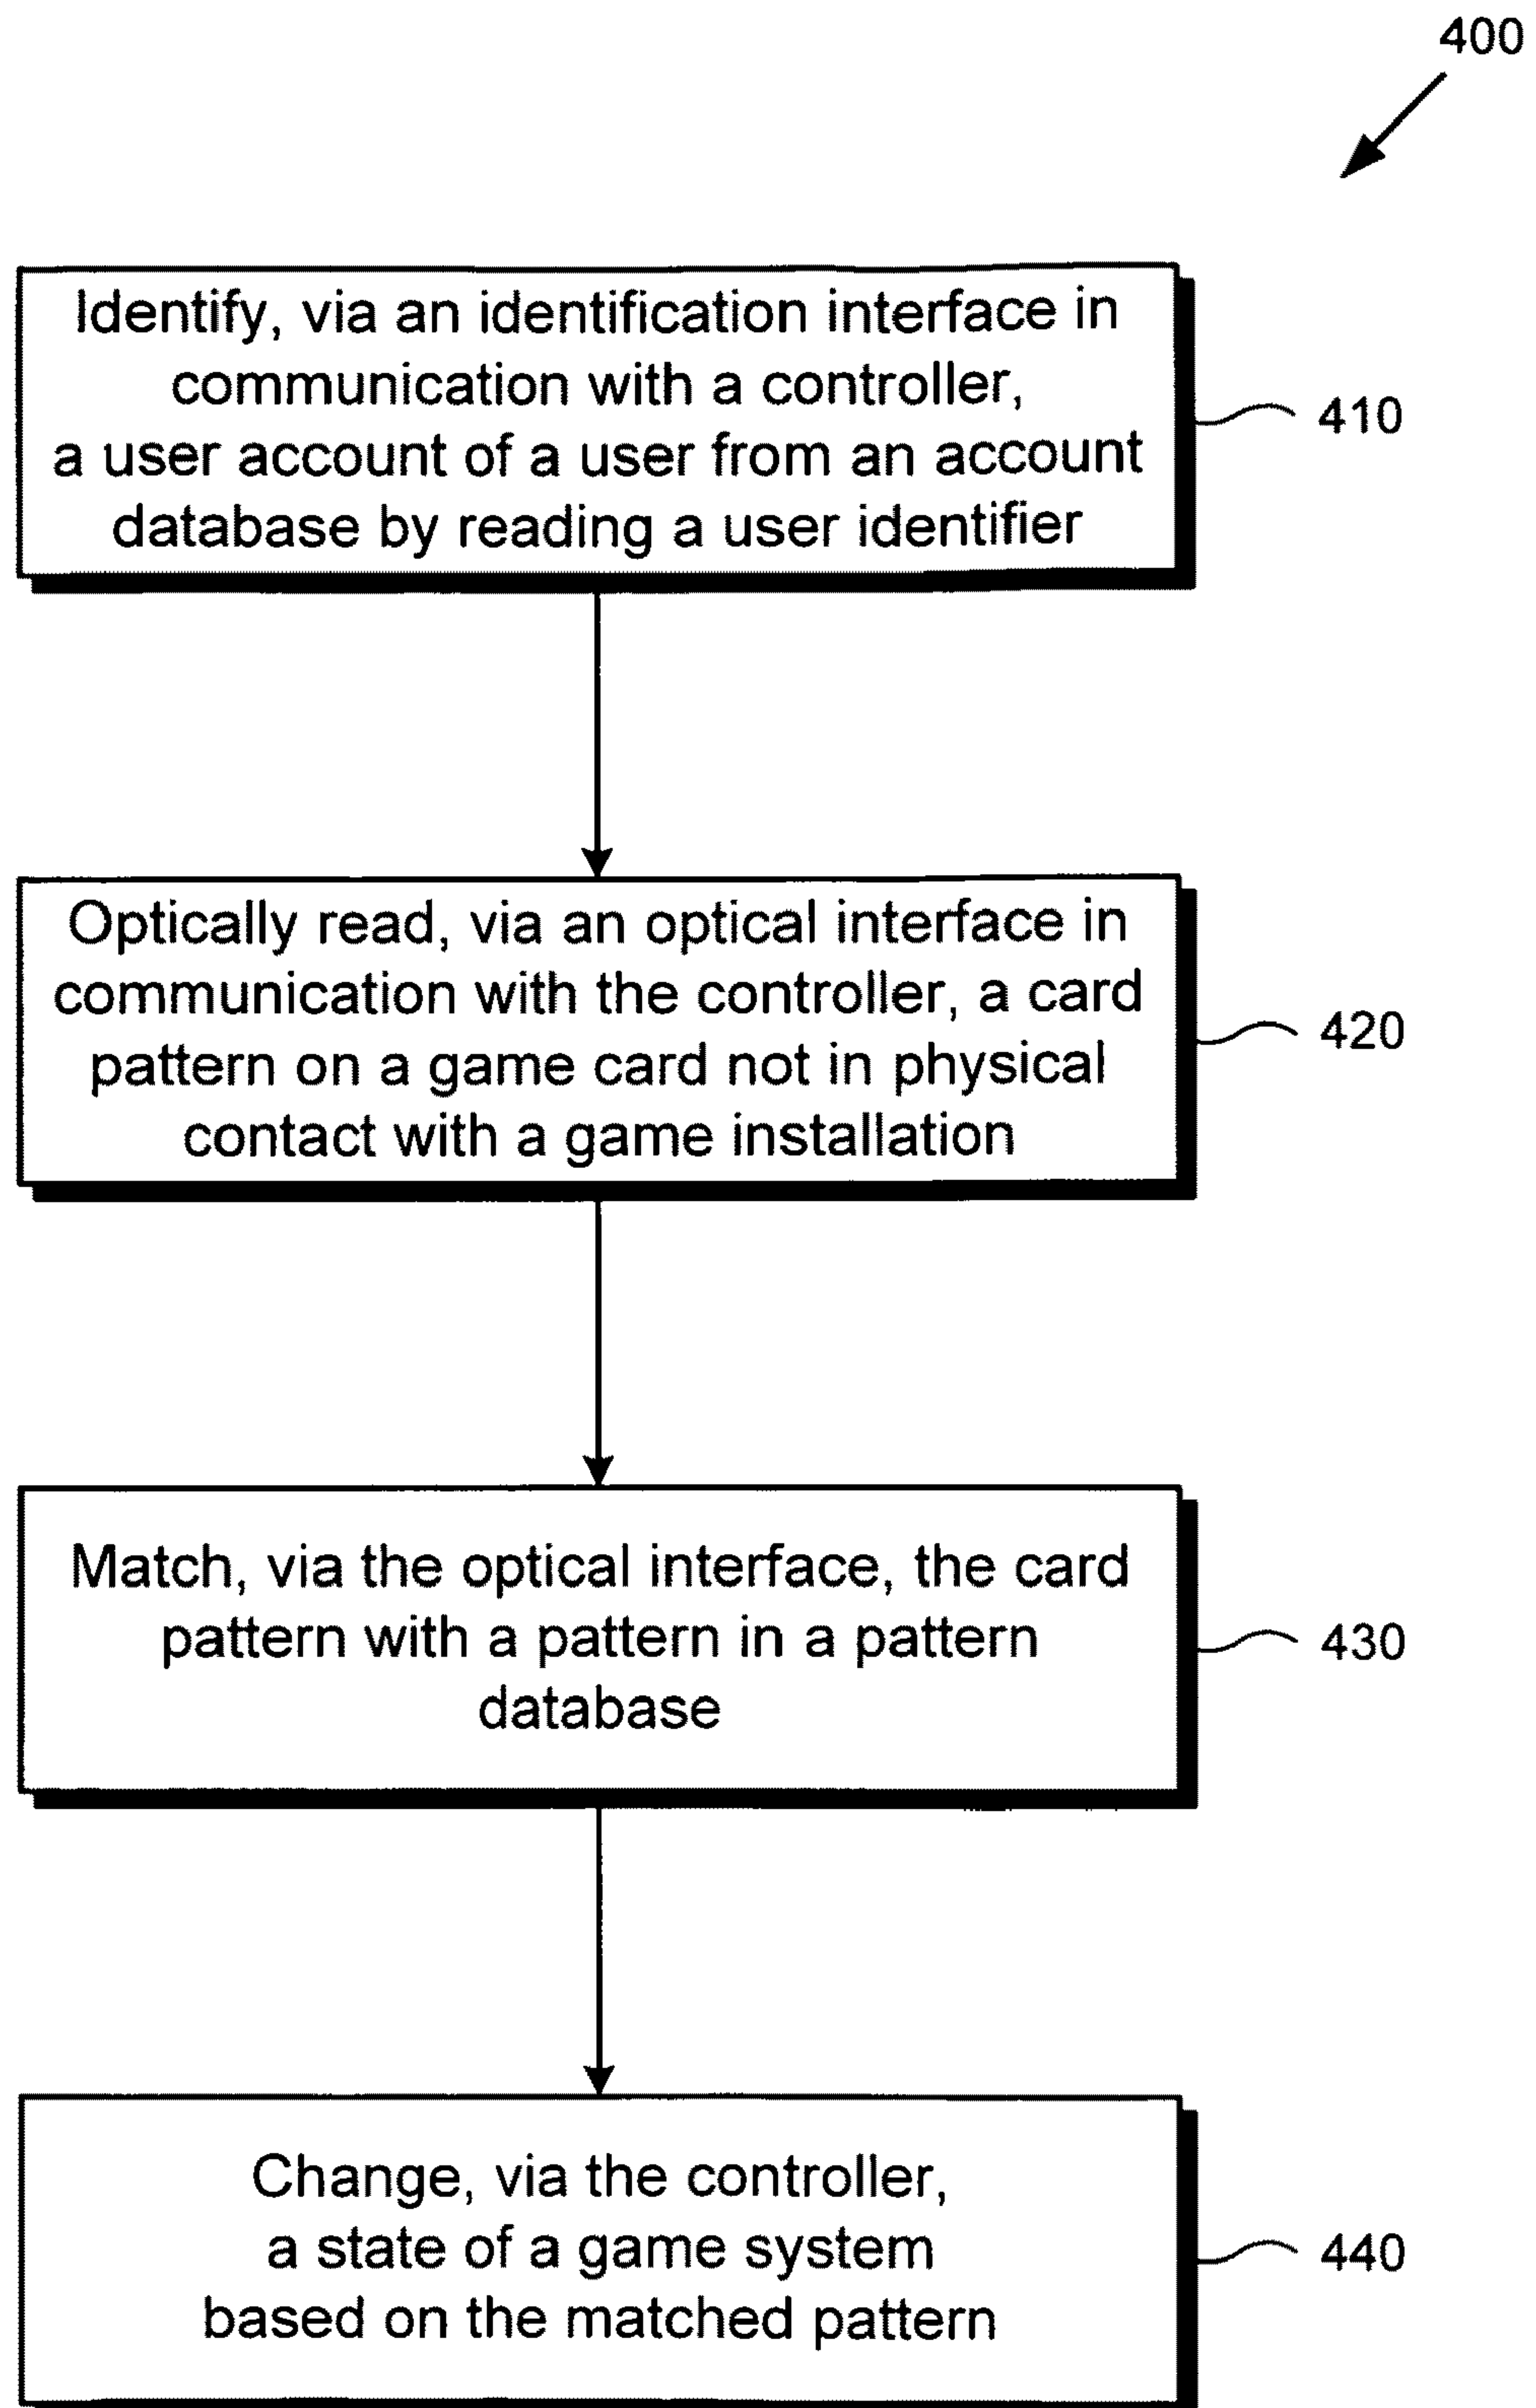 400
Identify, via an identification interface in
communication with a controller,
a user account of a user from an account
database by reading a user identifier
410
Optically read, via an optical interface in
communication with the controller, a card
pattern on a game card not in physical
contact with a game installation
420
Match, via the optical interface, the card
pattern with a pattern in a pattern
database
430
Change, via the controller,
a state of a game system
based on the matched pattern
440